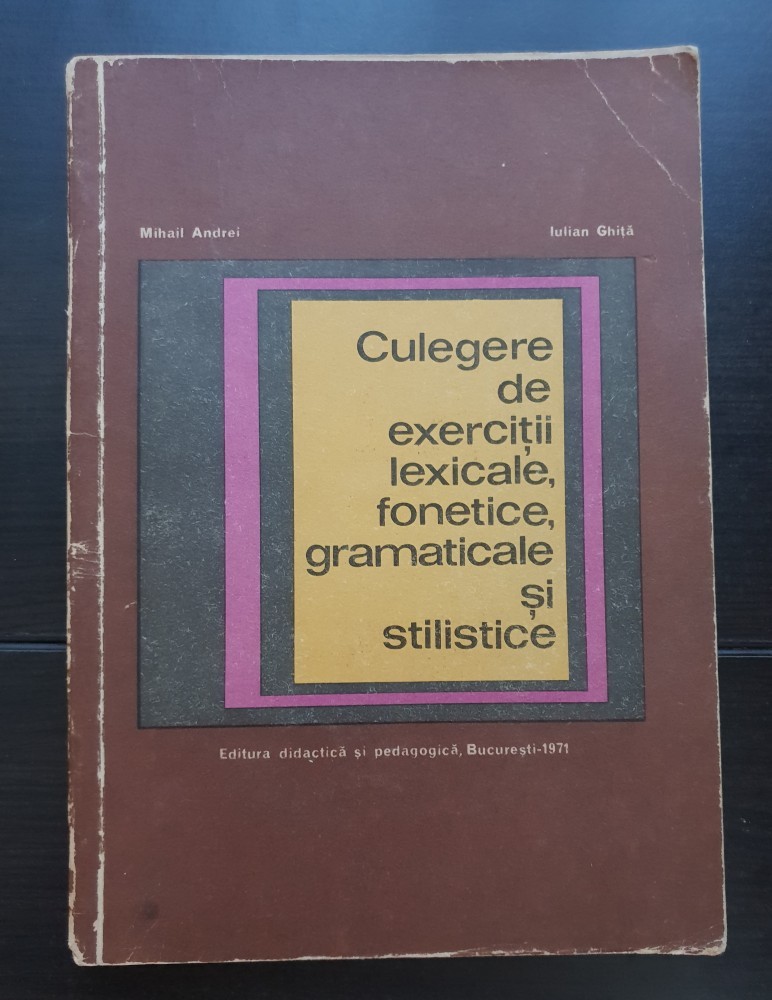 Mihail Andrei
Iulian Ghiță
Culegere
de
exerciții
lexicale,
fonetice,
gramaticale
și
stilistice
Editura didactică și pedagogică, București-1971